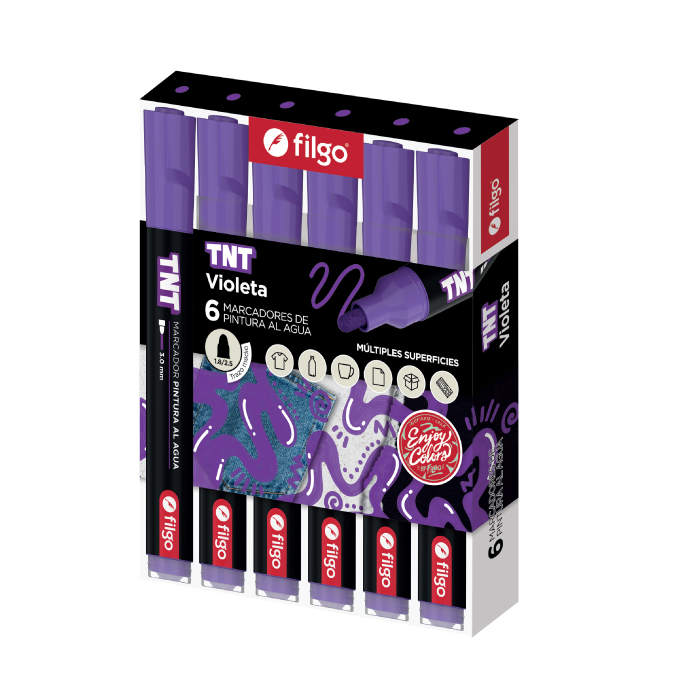 filgo®
TNT
Violeta
6 MARCADORES DE
PINTURA AL AGUA
1.8/2.5
Trazo medio
MÚLTIPLES SUPERFICIES
TNT
Enjoy
Colors
BY filgo
TNT
MARCADOR PINTURA AL AGUA
3.0 mm
filgo
filgo
filgo
filgo
filgo
filgo
filgo
TNT
Violeta
6 MARCADORES DE
PINTURA AL AGUA